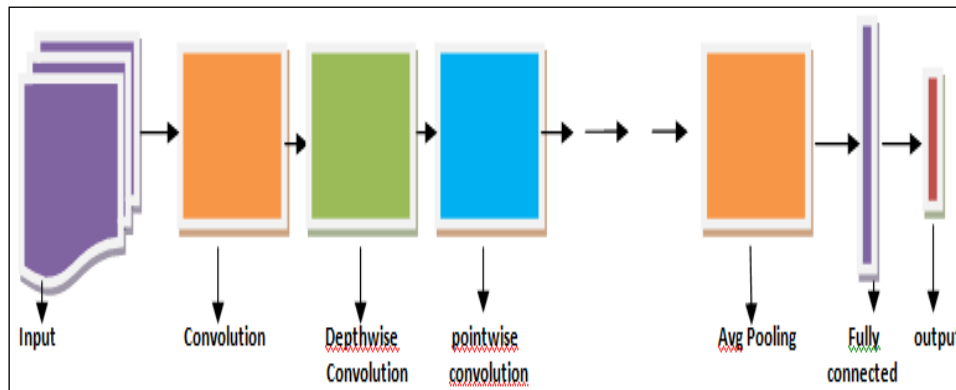 Input
Convolution
Depthwise
Convolution
pointwise
convolution
Avg Pooling
Fully
connected
output